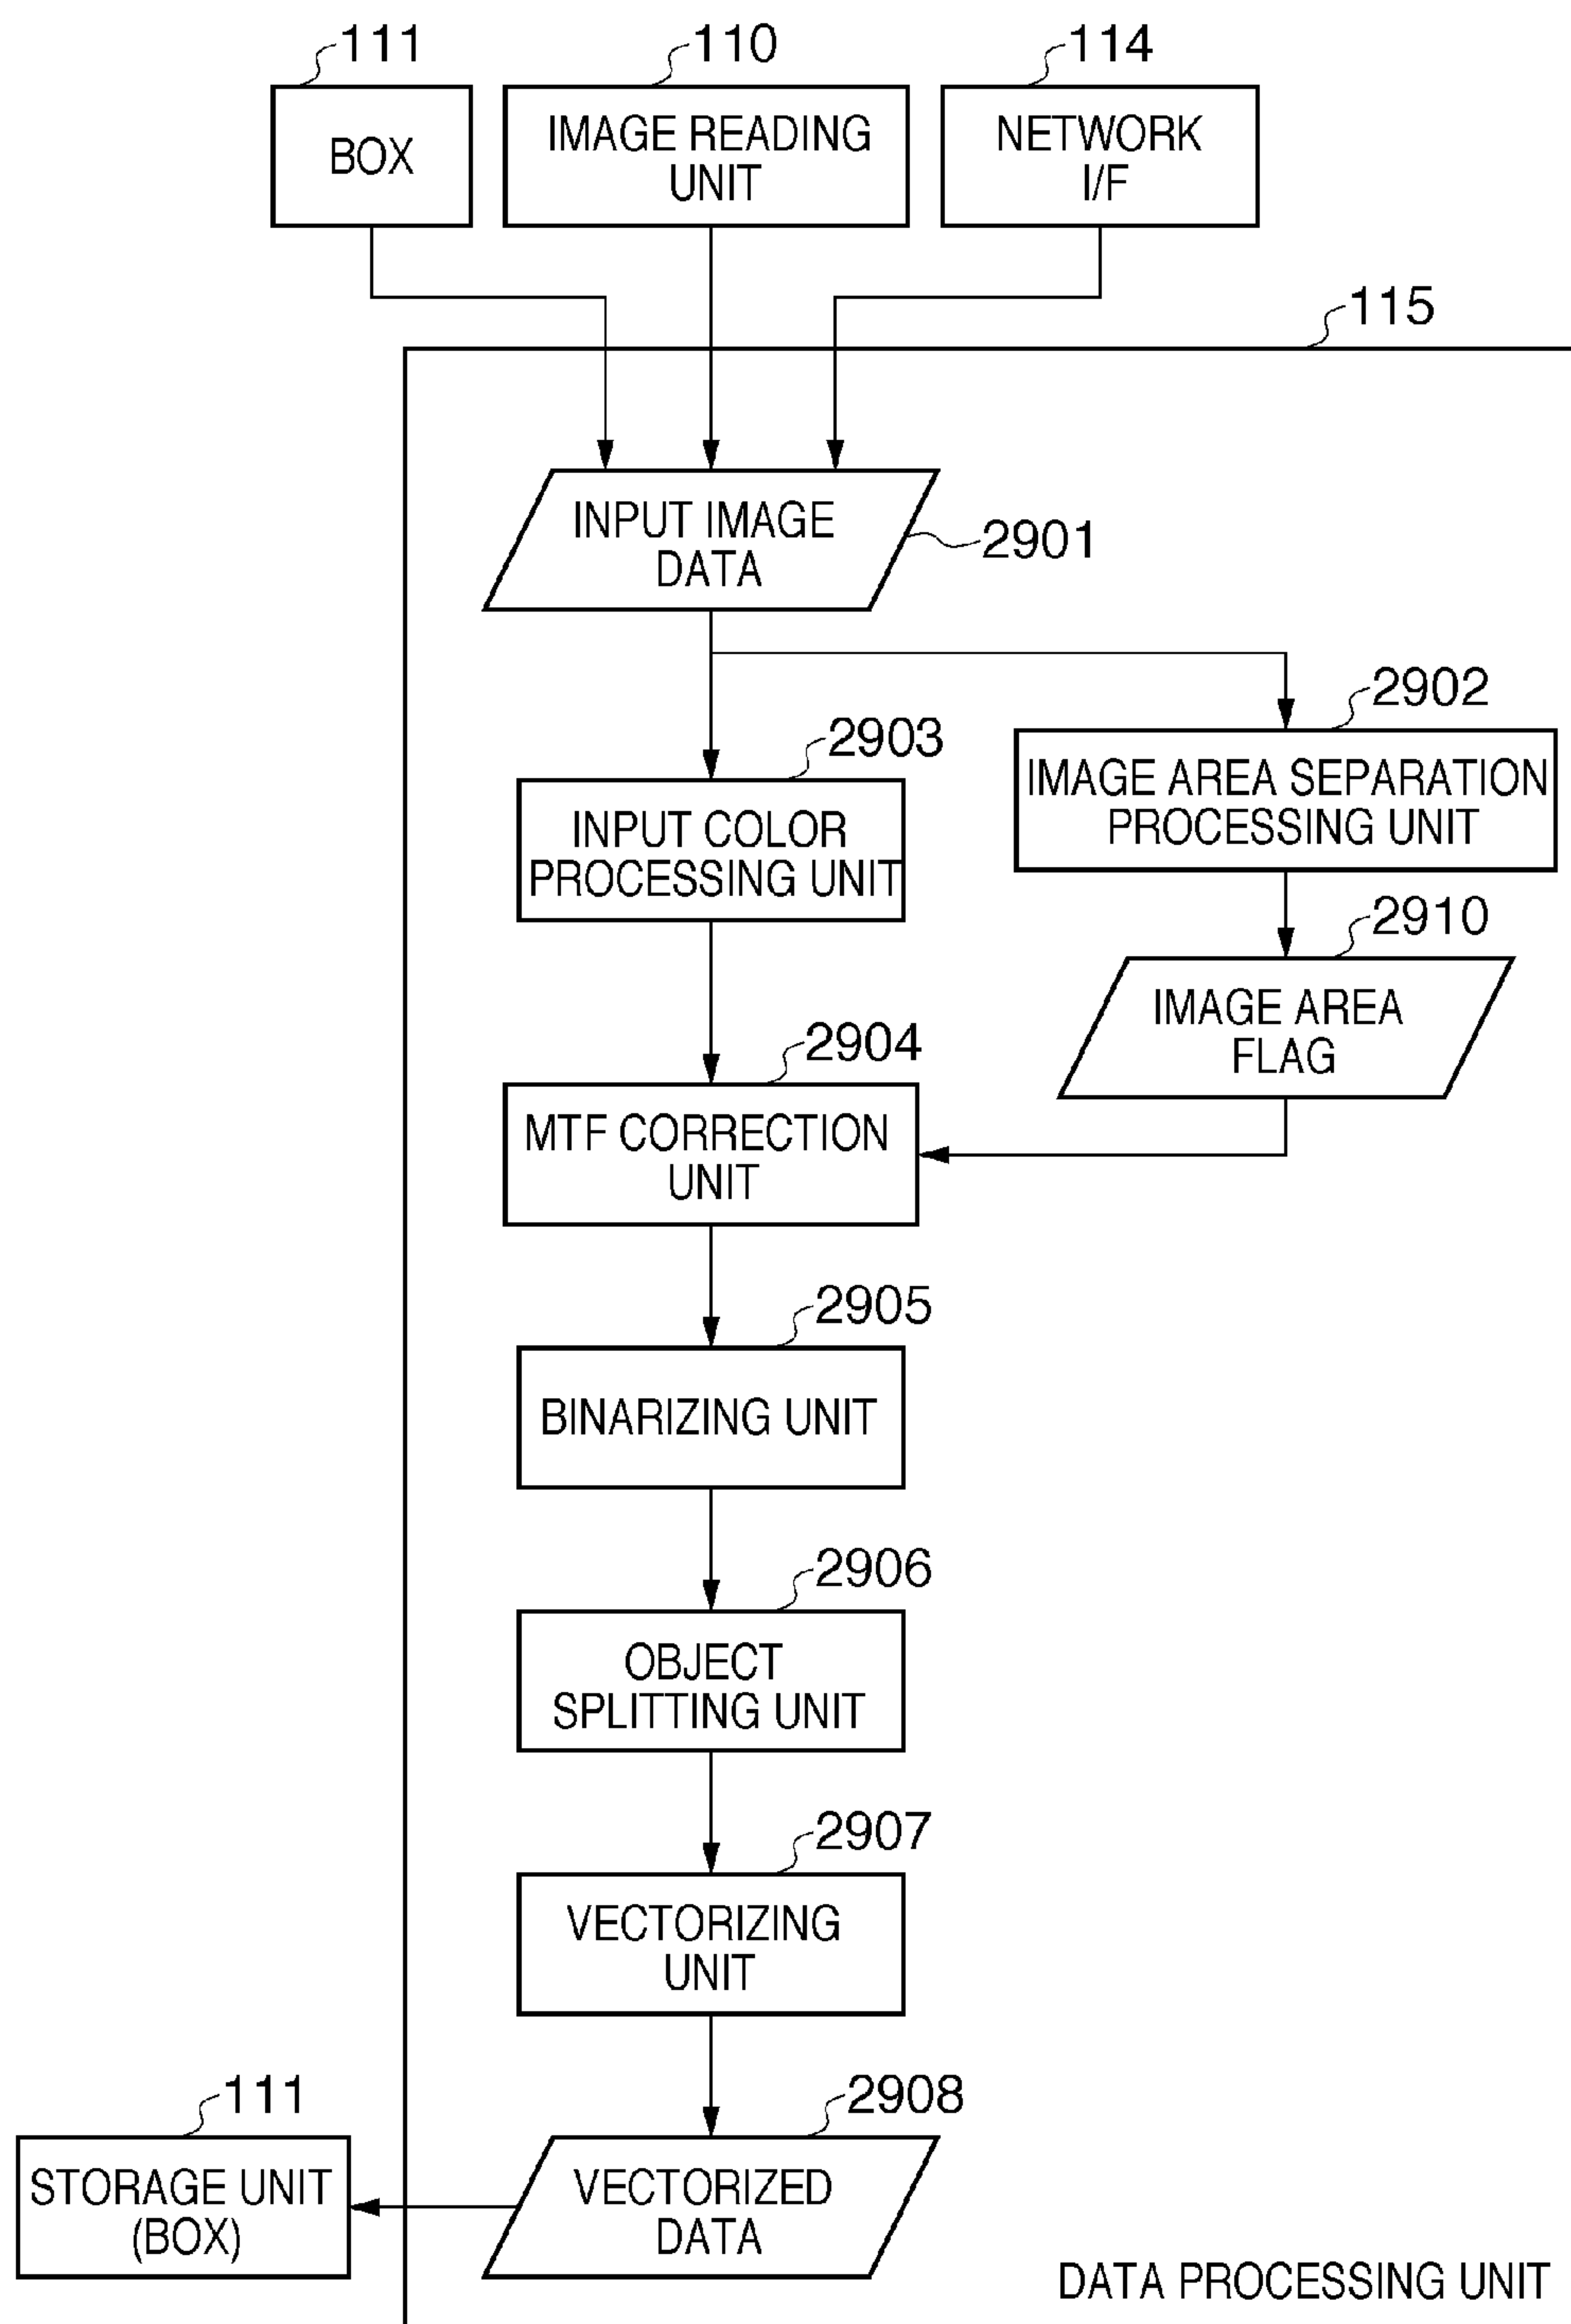 111
110
114
BOX
IMAGE READING
UNIT
NETWORK
I/F
115
INPUT IMAGE
DATA
2901
2902
2903
IMAGE AREA SEPARATION
PROCESSING UNIT
INPUT COLOR
PROCESSING UNIT
2910
IMAGE AREA
FLAG
2904
MTF CORRECTION
UNIT
2905
BINARIZING UNIT
2906
OBJECT
SPLITTING UNIT
2907
VECTORIZING
UNIT
111
2908
STORAGE UNIT
(BOX)
VECTORIZED
DATA
DATA PROCESSING UNIT